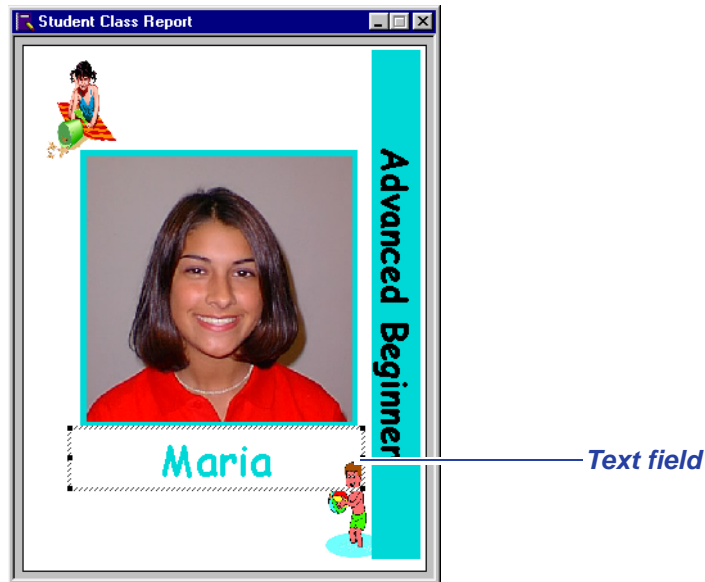 Student Class Report
Advanced Beginner
Maria
Text field